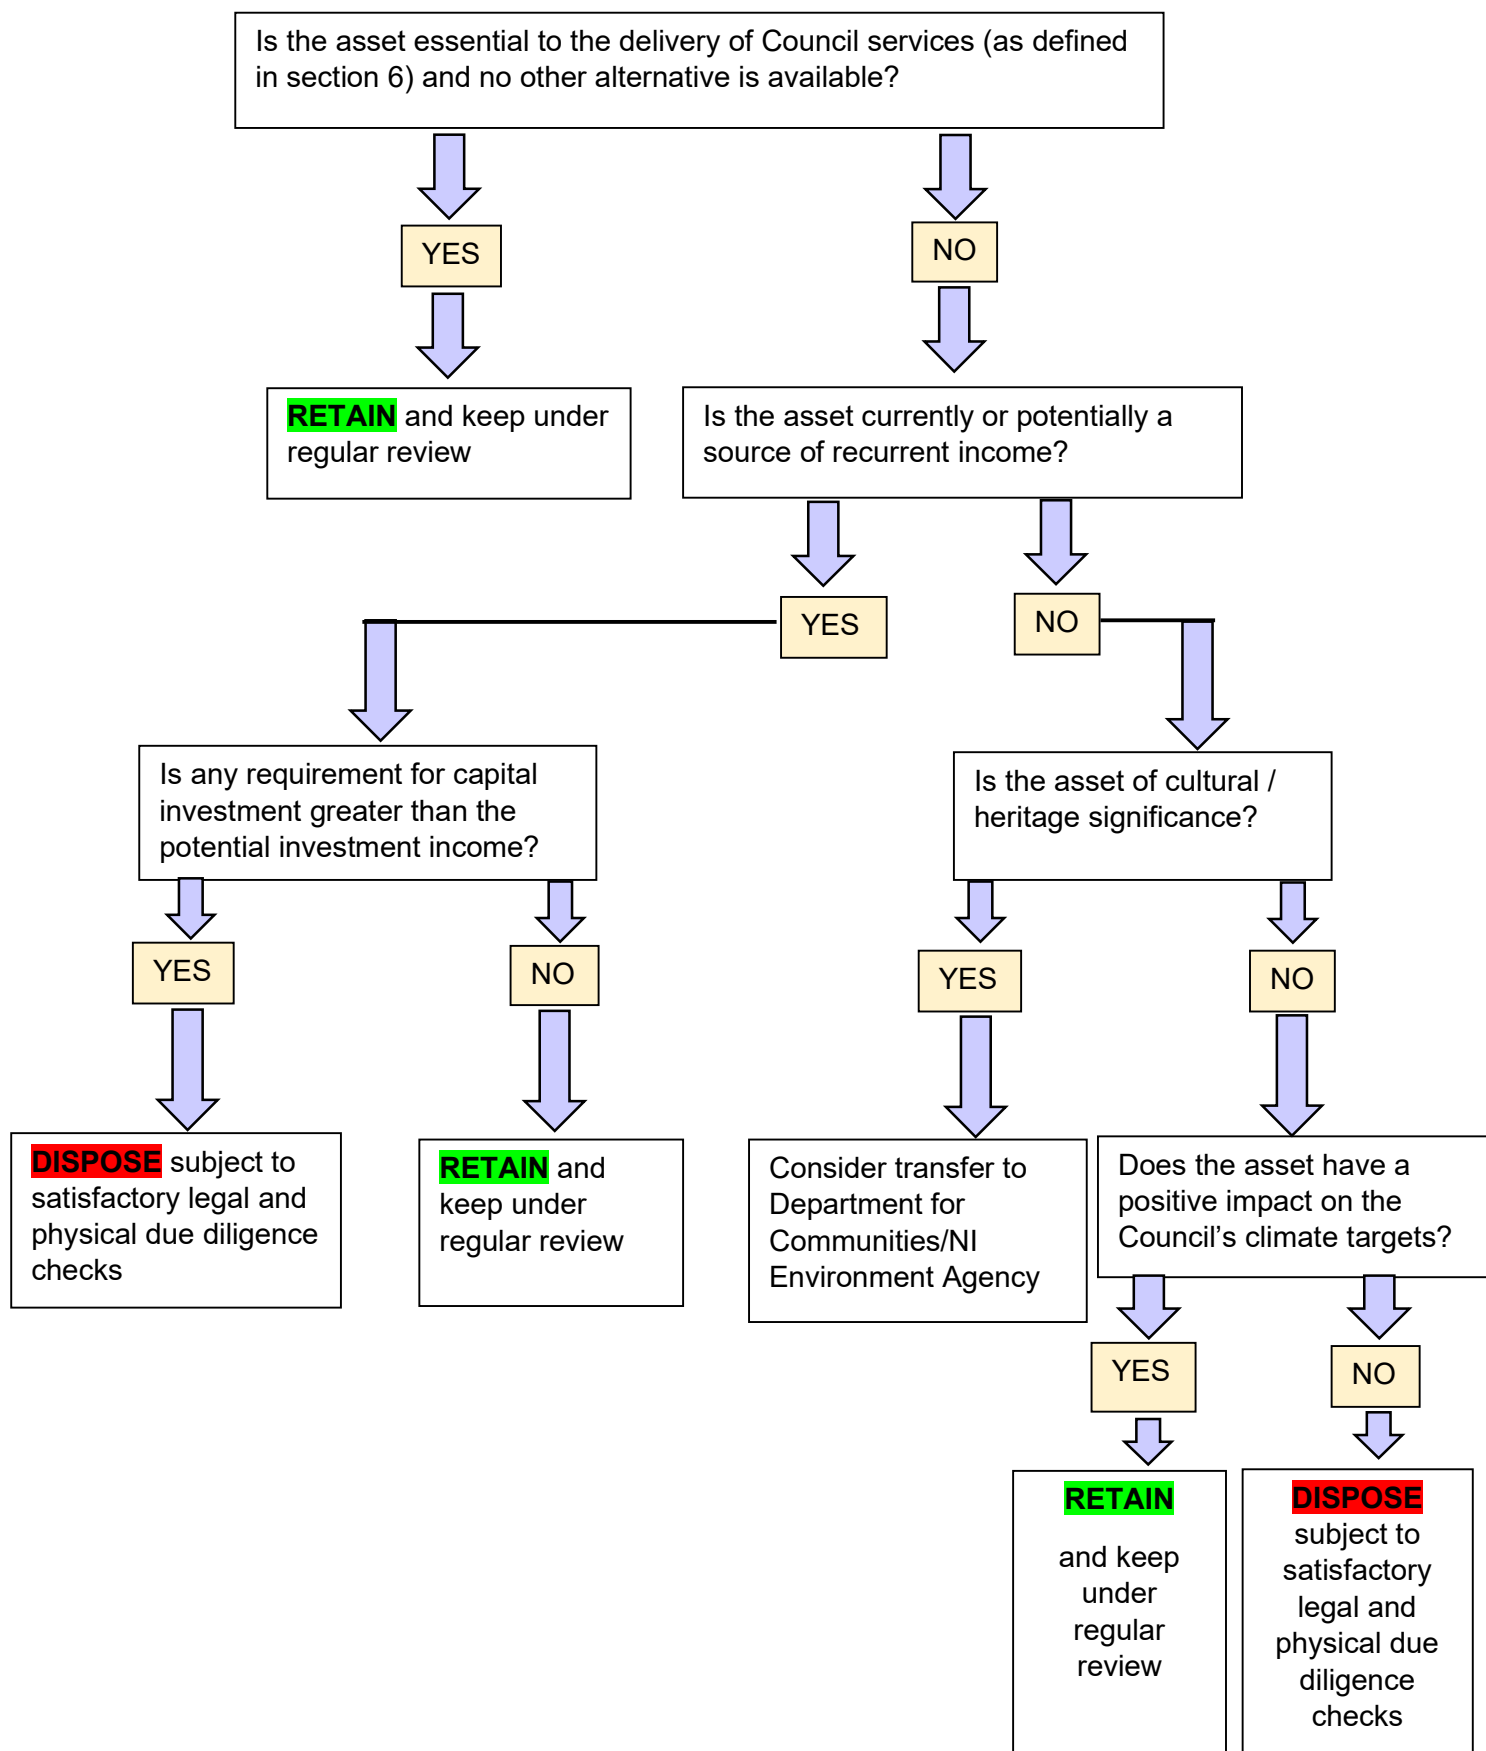 Is the asset essential to the delivery of Council services (as defined
in section 6) and no other alternative is available?
YES
NO
RETAIN and keep under
regular review
Is the asset currently or potentially a
source of recurrent income?
YES
NO
Is any requirement for capital
investment greater than the
potential investment income?
Is the asset of cultural /
heritage significance?
YES
NO
YES
NO
DISPOSE subject to
satisfactory legal and
physical due diligence
checks
RETAIN and
keep under
regular review
Consider transfer to
Department for
Communities/NI
Environment Agency
Does the asset have a
positive impact on the
Council’s climate targets?
YES
NO
RETAIN
and keep
under
regular
review
DISPOSE
subject to
satisfactory
legal and
physical due
diligence
checks